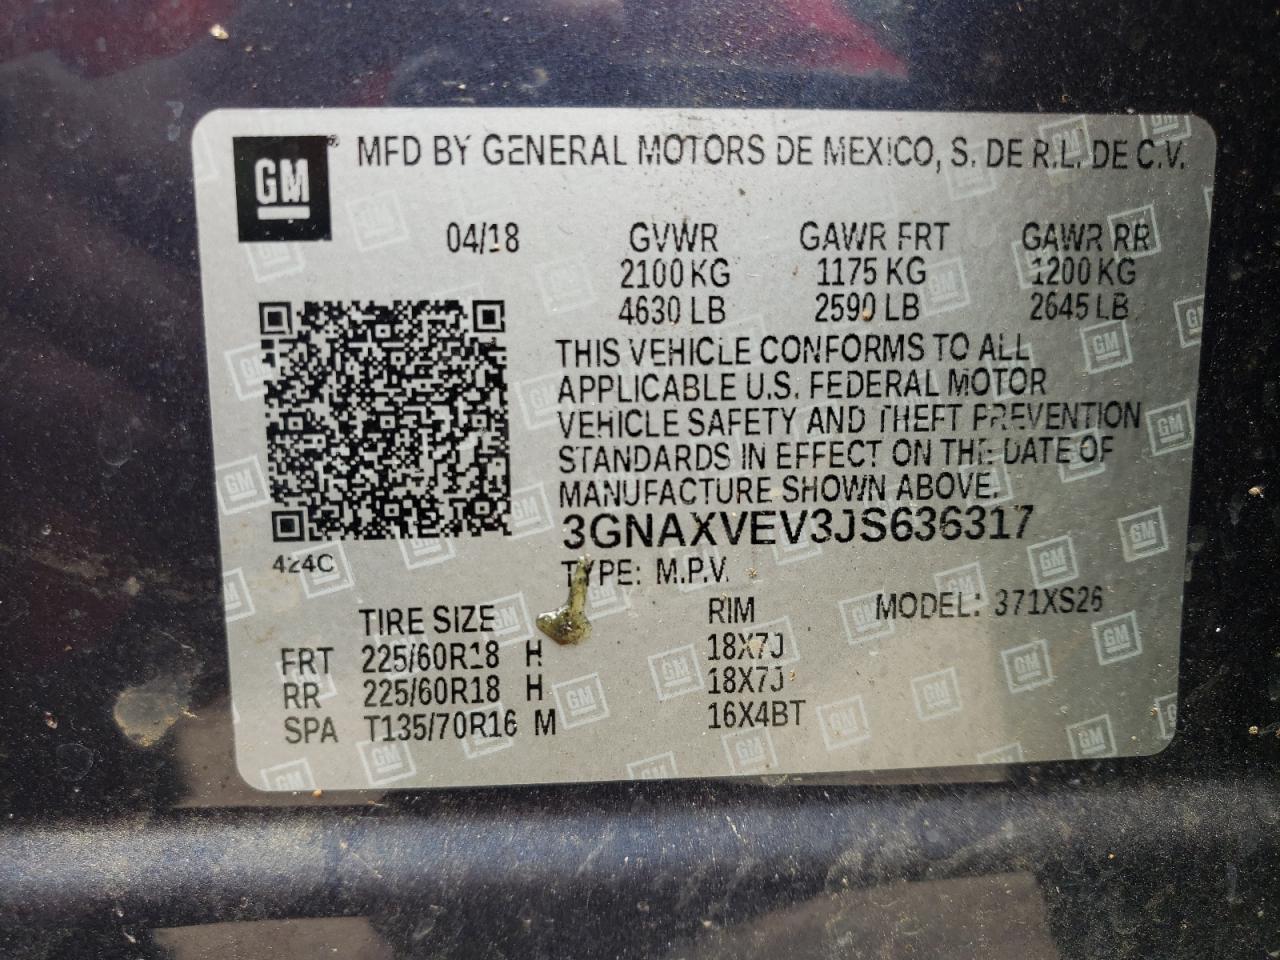 GM MFD BY GENERAL MOTORS DE MEXICO, S. DE R.L. DE C.V.
04/18 GVWR GAWR FRT GAWR RR
2100 KG 1175 KG 1200 KG
4630 LB 2590 LB 2645 LB
THIS VEHICLE CONFORMS TO ALL
APPLICABLE U.S. FEDERAL MOTOR
VEHICLE SAFETY AND THEFT PREVENTION
STANDARDS IN EFFECT ON THE DATE OF
MANUFACTURE SHOWN ABOVE.
3GNAXVEV3JS636317
424C
TYPE: M.P.V.
TIRE SIZE RIM MODEL: 371XS26
FRT 225/60R18 H 18X7J
RR 225/60R18 H 18X7J
SPA T135/70R16 M 16X4BT